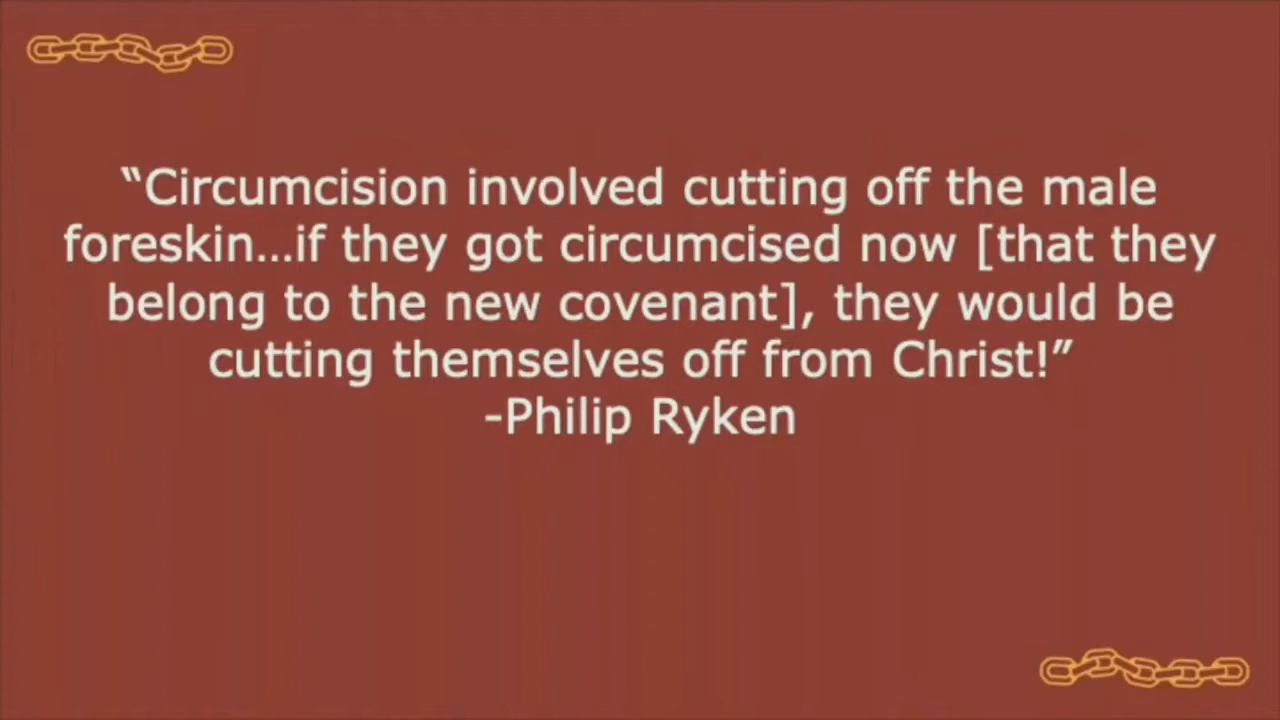 “Circumcision involved cutting off the male
foreskin...if they got circumcised now [that they
belong to the new covenant], they would be
cutting themselves off from Christ!”
-Philip Ryken